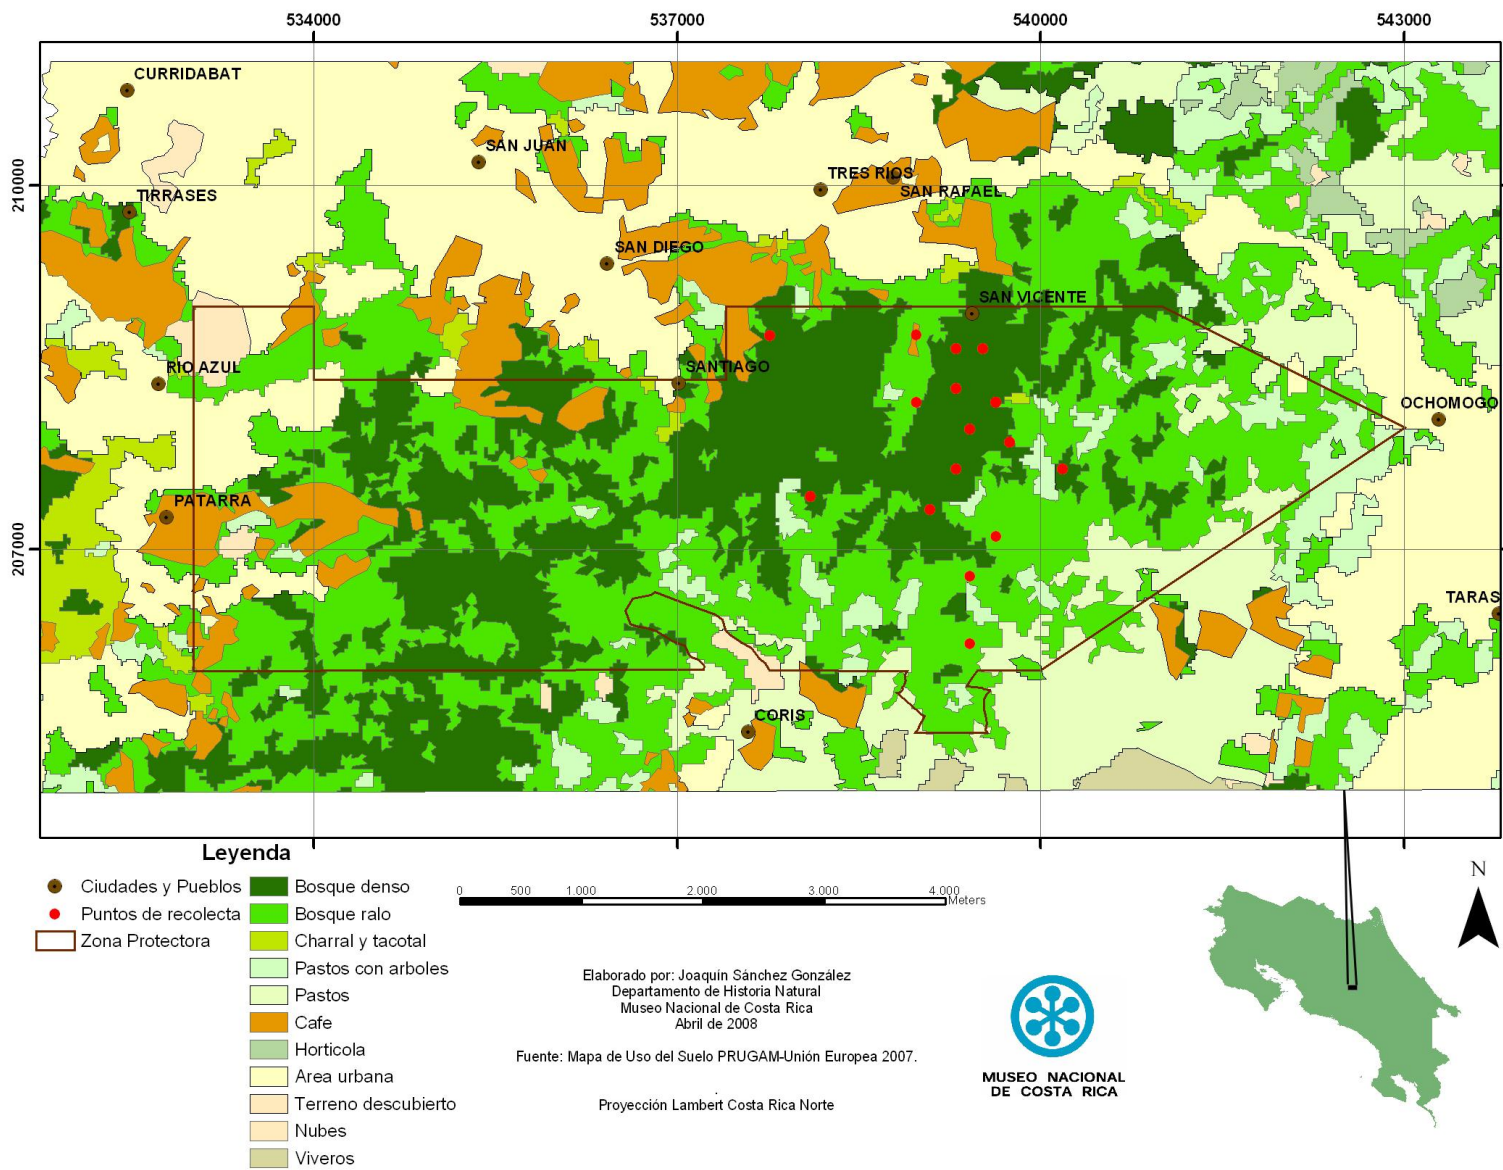 534000
537000
540000
543000
210000
207000
CURRIDABAT
SAN JUAN
TRES RIOS
SAN RAFAEL
TIRRASES
SAN DIEGO
SAN VICENTE
RIO AZUL
SANTIAGO
OCHOMOGO
PATARRA
TARAS
CORIS
Leyenda
Ciudades y Pueblos
Puntos de recolecta
Zona Protectora
Bosque denso
Bosque ralo
Charral y tacotal
Pastos con arboles
Pastos
Cafe
Horticola
Area urbana
Terreno descubierto
Nubes
Viveros
0 500 1.000 2.000 3.000 4.000
Meters
Elaborado por: Joaquín Sánchez González
Departamento de Historia Natural
Museo Nacional de Costa Rica
Abril de 2008
Fuente: Mapa de Uso del Suelo PRUGAM-Unión Europea 2007.
.
Proyección Lambert Costa Rica Norte
MUSEO NACIONAL
DE COSTA RICA
N